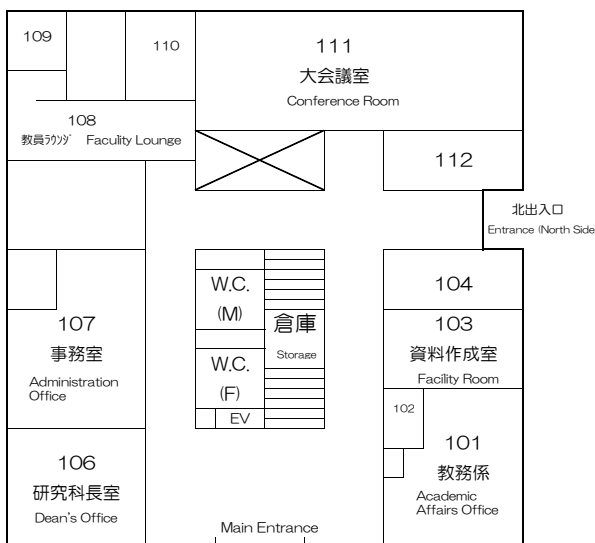 109
110
111
大会議室
Conference Room
108
教員ﾗｳﾝｼﾞ Faculity Lounge
112
北出入口
Entrance (North Side
W.C.
(M)
倉庫
Storage
W.C.
(F)
EV
104
103
資料作成室
Facility Room
107
事務室
Administration
Office
102
101
教務係
Academic
Affairs Office
106
研究科長室
Dean's Office
Main Entrance